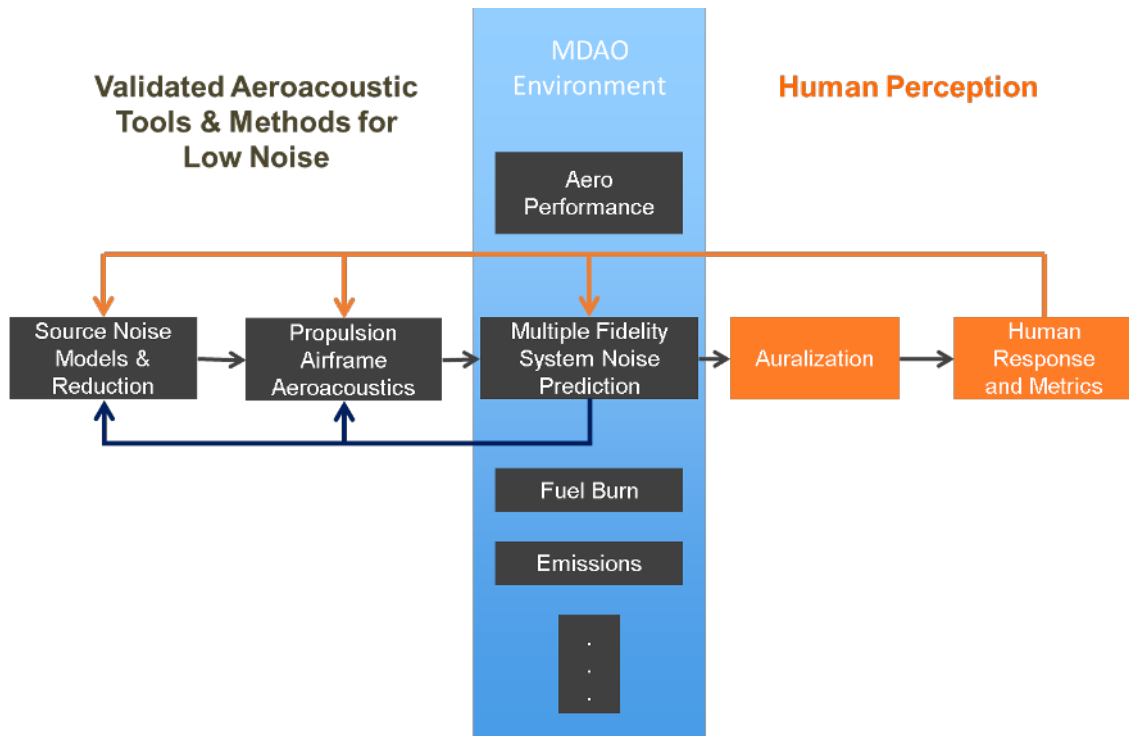 MDAO
Environment
Validated Aeroacoustic
Tools & Methods for
Low Noise
Human Perception
Aero
Performance
Source Noise
Models &
Reduction
Propulsion
Airframe
Aeroacoustics
Multiple Fidelity
System Noise
Prediction
Auralization
Human
Response
and Metrics
Fuel Burn
Emissions
.
.
.